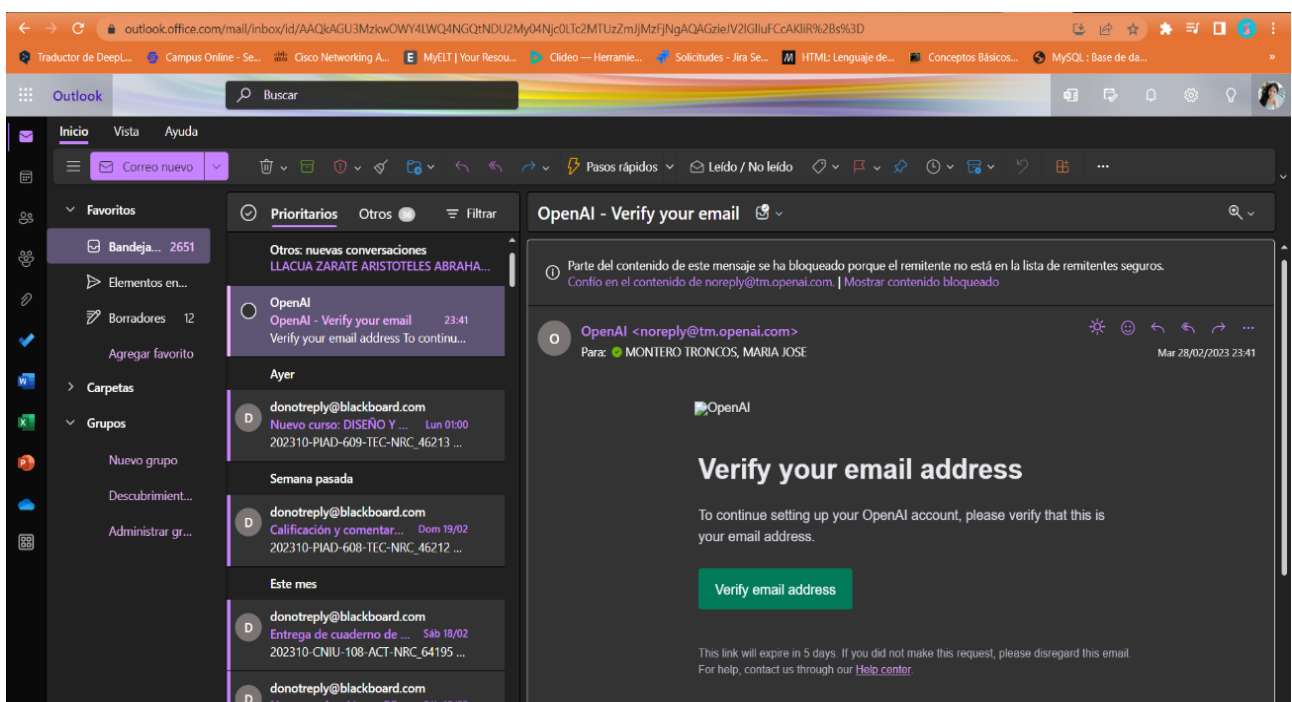 outlook.office.com/mail/inbox/id/AAQkAGU3MzkwOWY4LWQ4NGQtNDU2My04Njc0LTc2MTUzZmJjMzFjNgAQAGzieJV2IGlluFCcAKIiR%2Bs%3D
Traductor de DeepL... Campus Online - Se... Cisco Networking A... MyELT | Your Resou... Clideo — Herramie... Solicitudes - Jira Se... HTML: Lenguaje de... Conceptos Básicos... MySQL : Base de da... »
Outlook
Buscar
Inicio Vista Ayuda
Correo nuevo
Pasos rápidos
Leído / No leído
Favoritos
Bandeja... 2651
Elementos en...
Borradores 12
Agregar favorito
Carpetas
Grupos
Nuevo grupo
Descubrimient...
Administrar gr...
Prioritarios Otros 36 Filtrar
Otros: nuevas conversaciones
LLACUA ZARATE ARISTOTELES ABRAHA...
OpenAI
OpenAI - Verify your email 23:41
Verify your email address To continu...
Ayer
D
donotreply@blackboard.com
Nuevo curso: DISEÑO Y ... Lun 01:00
202310-PIAD-609-TEC-NRC_46213 ...
Semana pasada
D
donotreply@blackboard.com
Calificación y comentar... Dom 19/02
202310-PIAD-608-TEC-NRC_46212 ...
Este mes
D
donotreply@blackboard.com
Entrega de cuaderno de ... Sáb 18/02
202310-CNIU-108-ACT-NRC_64195 ...
D
donotreply@blackboard.com
OpenAI - Verify your email
Parte del contenido de este mensaje se ha bloqueado porque el remitente no está en la lista de remitentes seguros.
Confío en el contenido de noreply@tm.openai.com. | Mostrar contenido bloqueado
O
OpenAI <noreply@tm.openai.com>
Para: MONTERO TRONCOS, MARIA JOSE
Mar 28/02/2023 23:41
OpenAI
Verify your email address
To continue setting up your OpenAI account, please verify that this is
your email address.
Verify email address
This link will expire in 5 days. If you did not make this request, please disregard this email.
For help, contact us through our Help center.